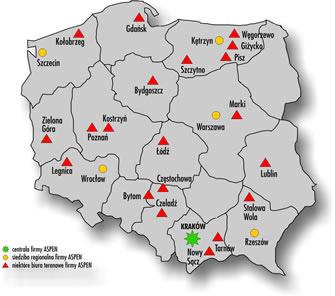 Gdańsk
Kołobrzeg
Kętrzyn
Węgorzewo
Giżycko
Pisz
Szczecin
Szczytno
Bydgoszcz
Marki
Zielona
Góra
Kostrzyń
Poznań
Warszawa
Łódź
Legnica
Wrocław
Lublin
Częstochowa
Bytom
Czeladź
Stalowa
Wola
KRAKÓW
Rzeszów
Tarnów
Nowy
Sącz
centrala firmy ASPEN
siedziba regionalna firmy ASPEN
niektóre biura terenowe firmy ASPEN